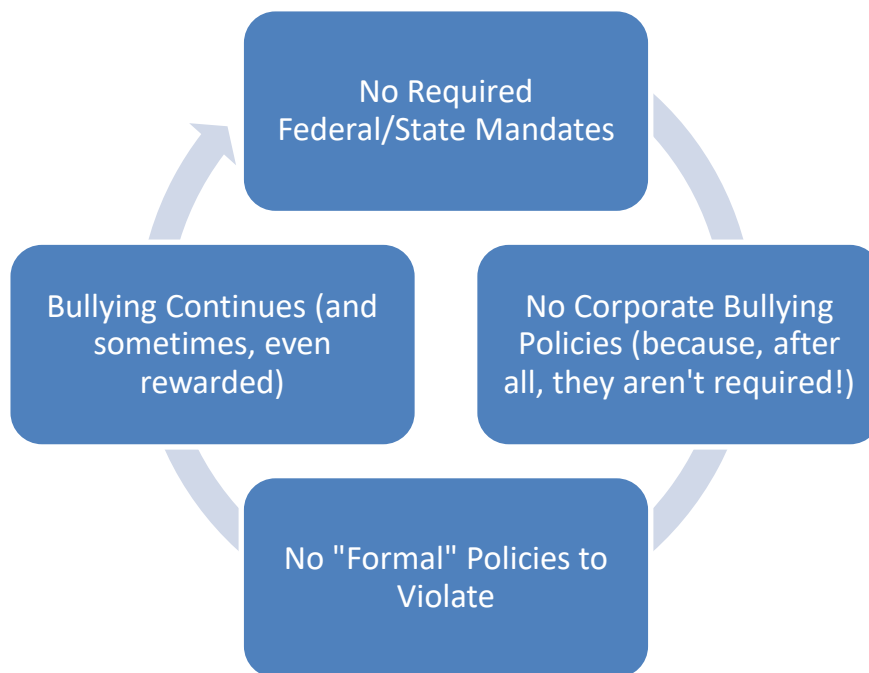 No Required
Federal/State Mandates
No Corporate Bullying
Policies (because, after
all, they aren't required!)
No "Formal" Policies to
Violate
Bullying Continues (and
sometimes, even
rewarded)